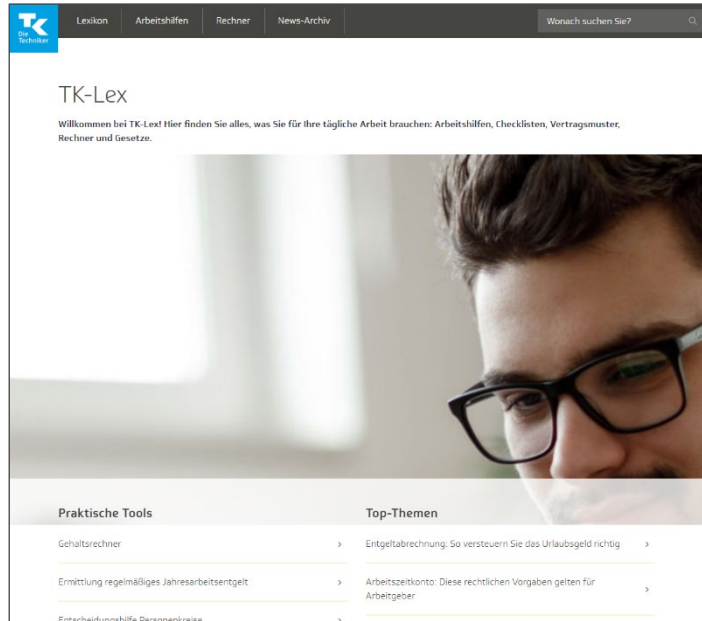 Die
Techniker
Lexikon
Arbeitshilfen
Rechner
News-Archiv
Wonach suchen Sie?
TK-Lex
Willkommen bei TK-Lex! Hier finden Sie alles, was Sie für Ihre tägliche Arbeit brauchen: Arbeitshilfen, Checklisten, Vertragsmuster,
Rechner und Gesetze.
Praktische Tools
Gehaltsrechner
Ermittlung regelmäßiges Jahresarbeitsentgelt
Entscheidungshilfe Personenkreise
Top-Themen
Entgeltabrechnung: So versteuern Sie das Urlaubsgeld richtig
Arbeitszeitkonto: Diese rechtlichen Vorgaben gelten für
Arbeitgeber